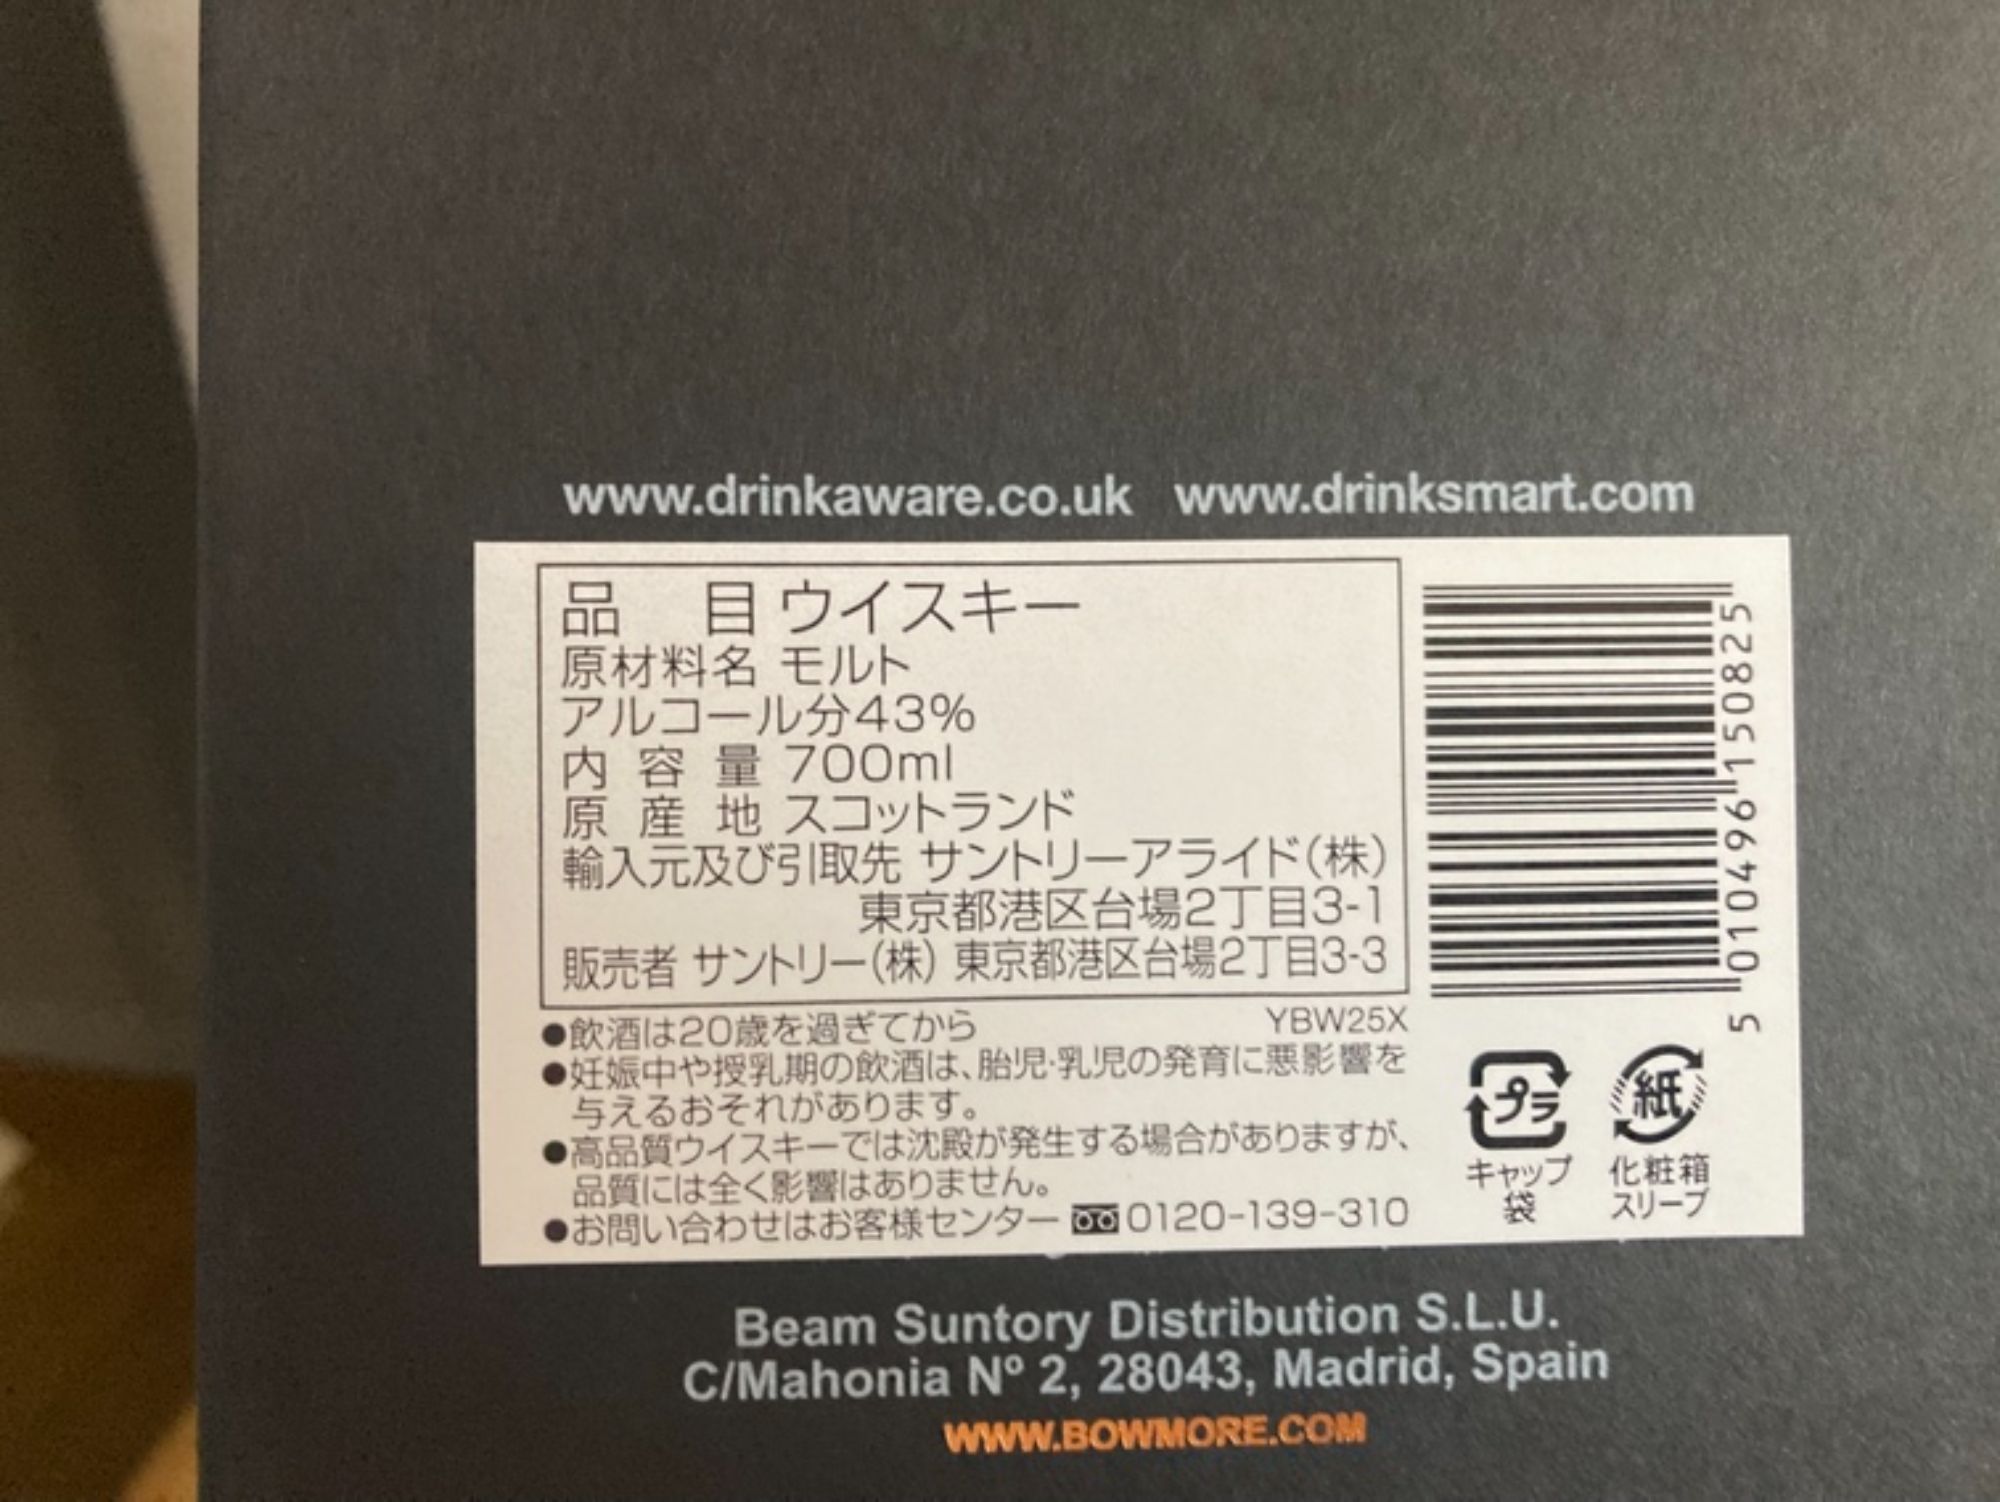 www.drinkaware.co.uk www.drinksmart.com
品 目 ウイスキー
原材料名 モルト
アルコール分43%
内 容 量 700ml
原 産 地 スコットランド
輸入元及び引取先 サントリーアライド(株)
東京都港区台場2丁目3-1
販売者 サントリー(株) 東京都港区台場2丁目3-3
YBW25X
●飲酒は20歳を過ぎてから
●妊娠中や授乳期の飲酒は、胎児・乳児の発育に悪影響を
与えるおそれがあります。
●高品質ウイスキーでは沈殿が発生する場合がありますが、
品質には全く影響はありません。
●お問い合わせはお客様センター 0120-139-310
5 010496 150825
プラ
キャップ
袋
紙
化粧箱
スリーブ
Beam Suntory Distribution S.L.U.
C/Mahonia Nº 2, 28043, Madrid, Spain
WWW.BOWMORE.COM